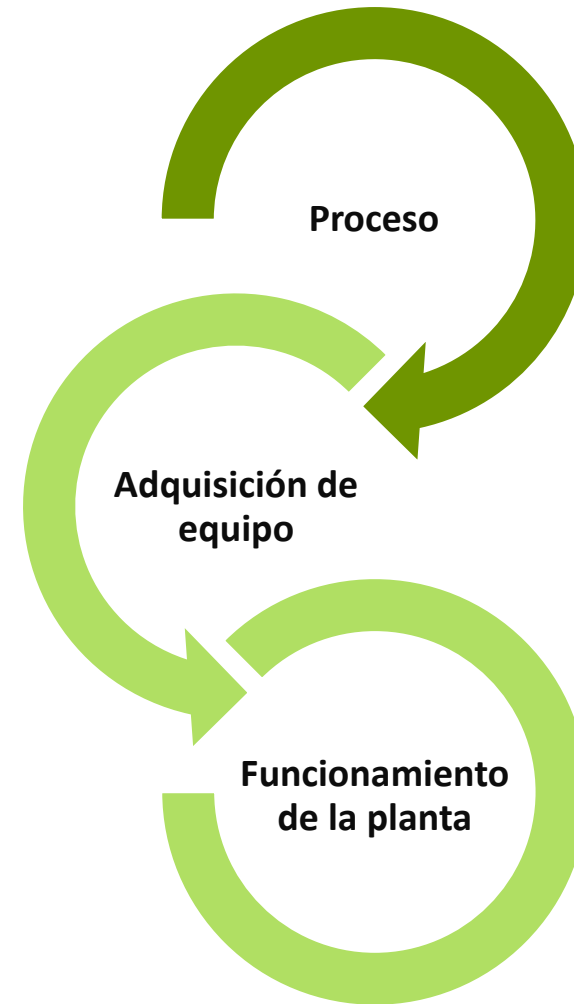 Proceso
Adquisición de
equipo
Funcionamiento
de la planta